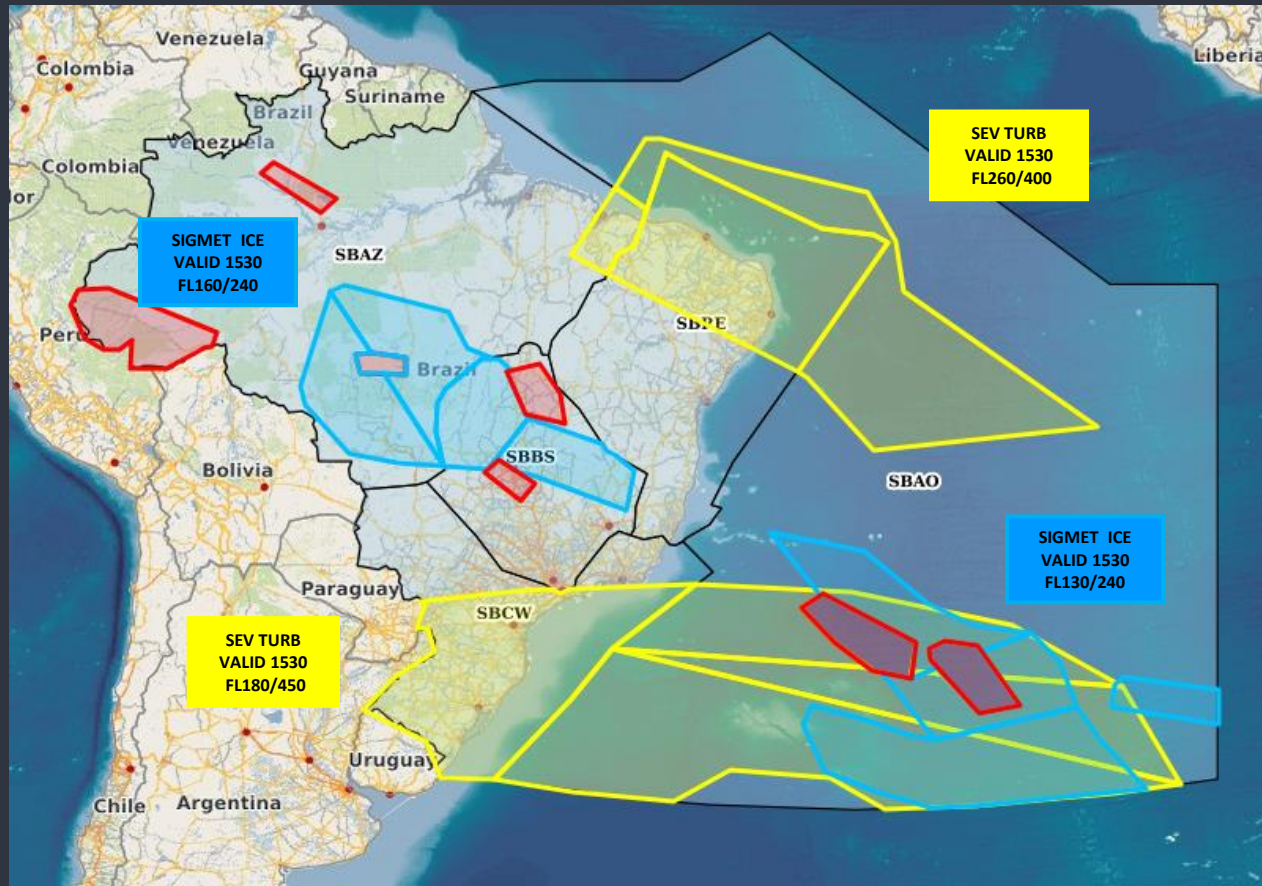 Venezuela
Colombia
Guyana
Suriname
Liberia
Brazil
Venezuela
Colombia
SEV TURB
VALID 1530
FL260/400
SIGMET ICE
VALID 1530
FL160/240
SBAZ
SBRE
Peru
Brazil
SBBS
Bolivia
SBAO
SIGMET ICE
VALID 1530
FL130/240
Paraguay
SBCW
SEV TURB
VALID 1530
FL180/450
Uruguay
Chile
Argentina